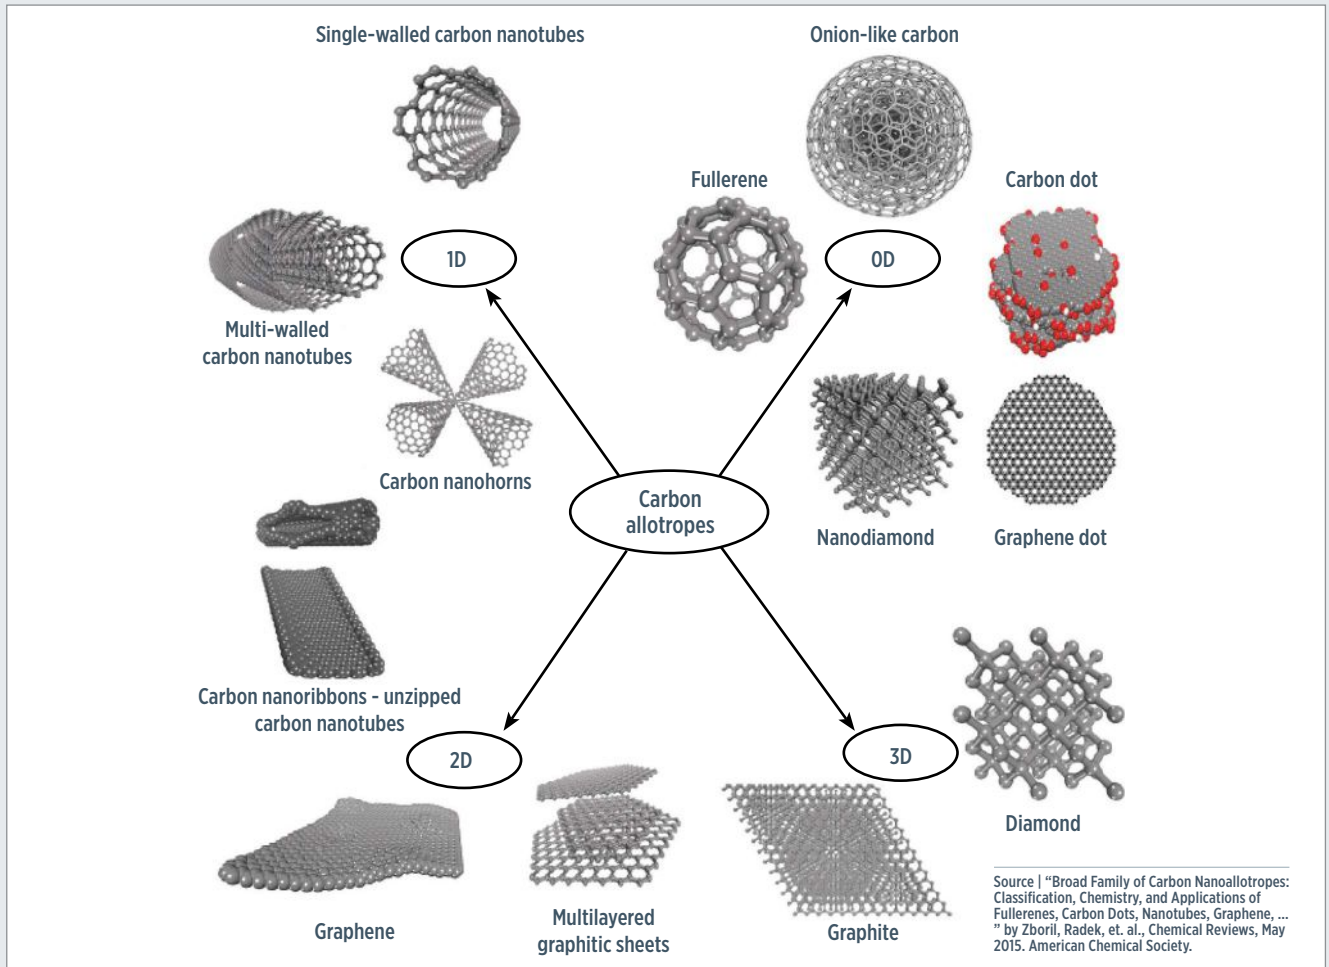 Single-walled carbon nanotubes
Onion-like carbon
Fullerene
Carbon dot
1D
0D
Multi-walled
carbon nanotubes
Carbon nanohorns
Carbon
allotropes
Nanodiamond
Graphene dot
Carbon nanoribbons - unzipped
carbon nanotubes
2D
3D
Diamond
Graphene
Multilayered
graphitic sheets
Graphite
Source | “Broad Family of Carbon Nanoallotropes:
Classification, Chemistry, and Applications of
Fullerenes, Carbon Dots, Nanotubes, Graphene, ...
” by Zboril, Radek, et. al., Chemical Reviews, May
2015. American Chemical Society.